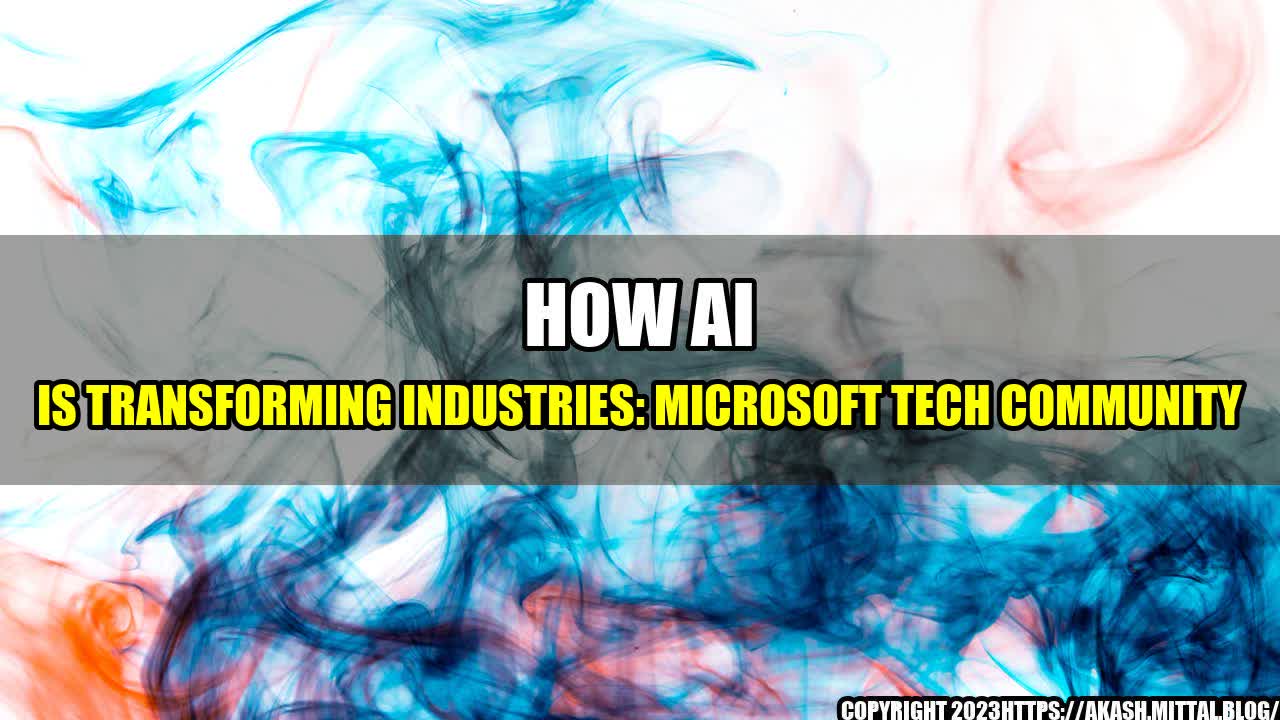 HOW AI
IS TRANSFORMING INDUSTRIES: MICROSOFT TECH COMMUNITY
COPYRIGHT 2023HTTPS://AKASH.MITTAL.BLOG/